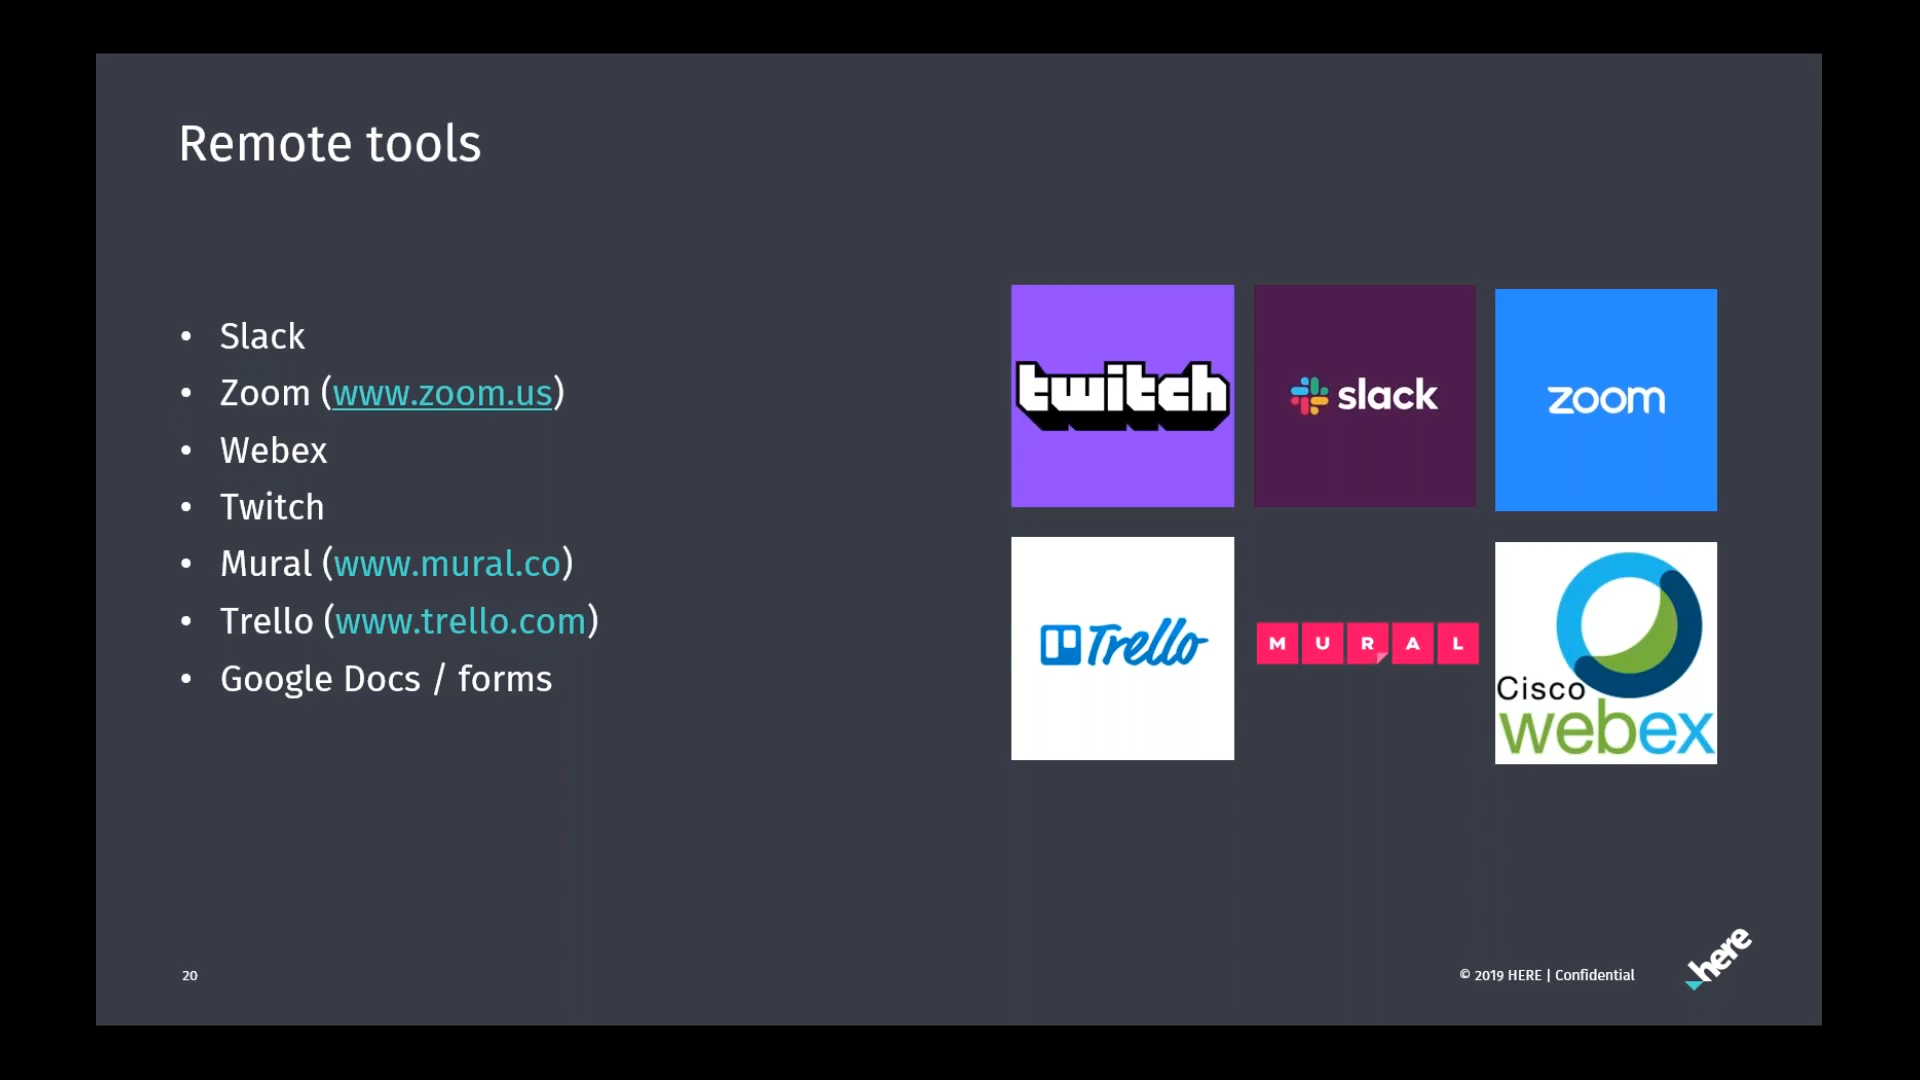 Remote tools
• Slack
• Zoom (www.zoom.us)
• Webex
• Twitch
• Mural (www.mural.co)
• Trello (www.trello.com)
• Google Docs / forms
twitch
slack
zoom
Trello
MURAL
Cisco
webex
20
© 2019 HERE | Confidential
here